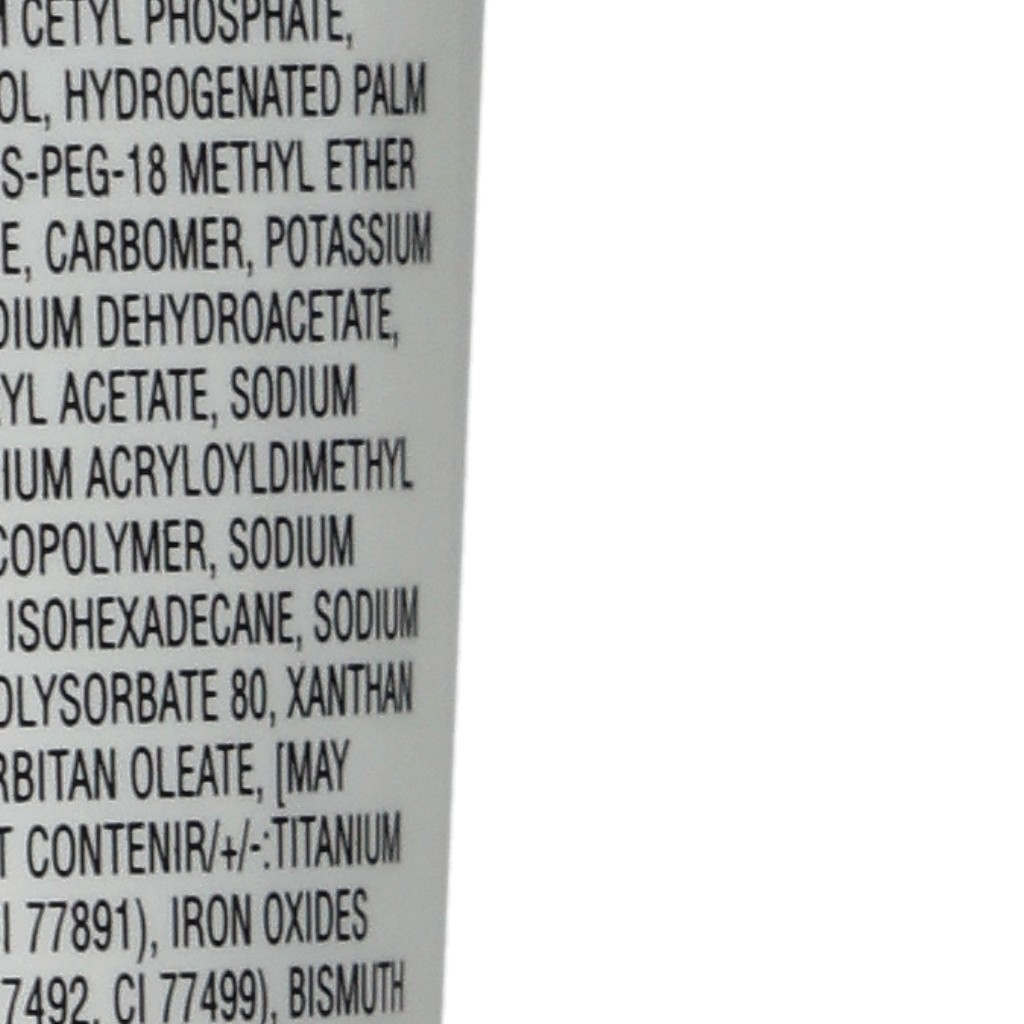 M CETYL PHOSPHATE,
OL, HYDROGENATED PALM
S-PEG-18 METHYL ETHER
E, CARBOMER, POTASSIUM
DIUM DEHYDROACETATE,
YL ACETATE, SODIUM
IUM ACRYLOYLDIMETHYL
COPOLYMER, SODIUM
ISOHEXADECANE, SODIUM
OLYSORBATE 80, XANTHAN
RBITAN OLEATE, [MAY
T CONTENIR/+/-:TITANIUM
I 77891), IRON OXIDES
7492, CI 77499), BISMUTH